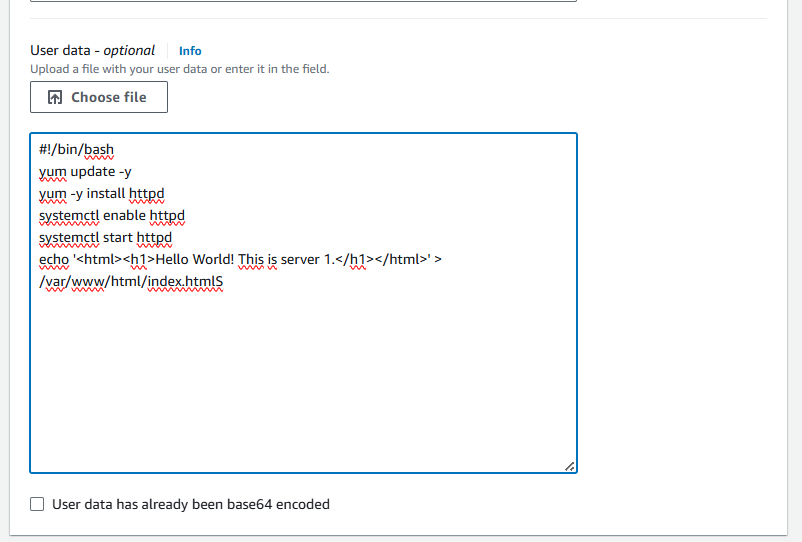 User data - optional Info
Upload a file with your user data or enter it in the field.
Choose file
#!/bin/bash
yum update -y
yum -y install httpd
systemctl enable httpd
systemctl start httpd
echo '<html><h1>Hello World! This is server 1.</h1></html>' >
/var/www/html/index.htmlS
User data has already been base64 encoded